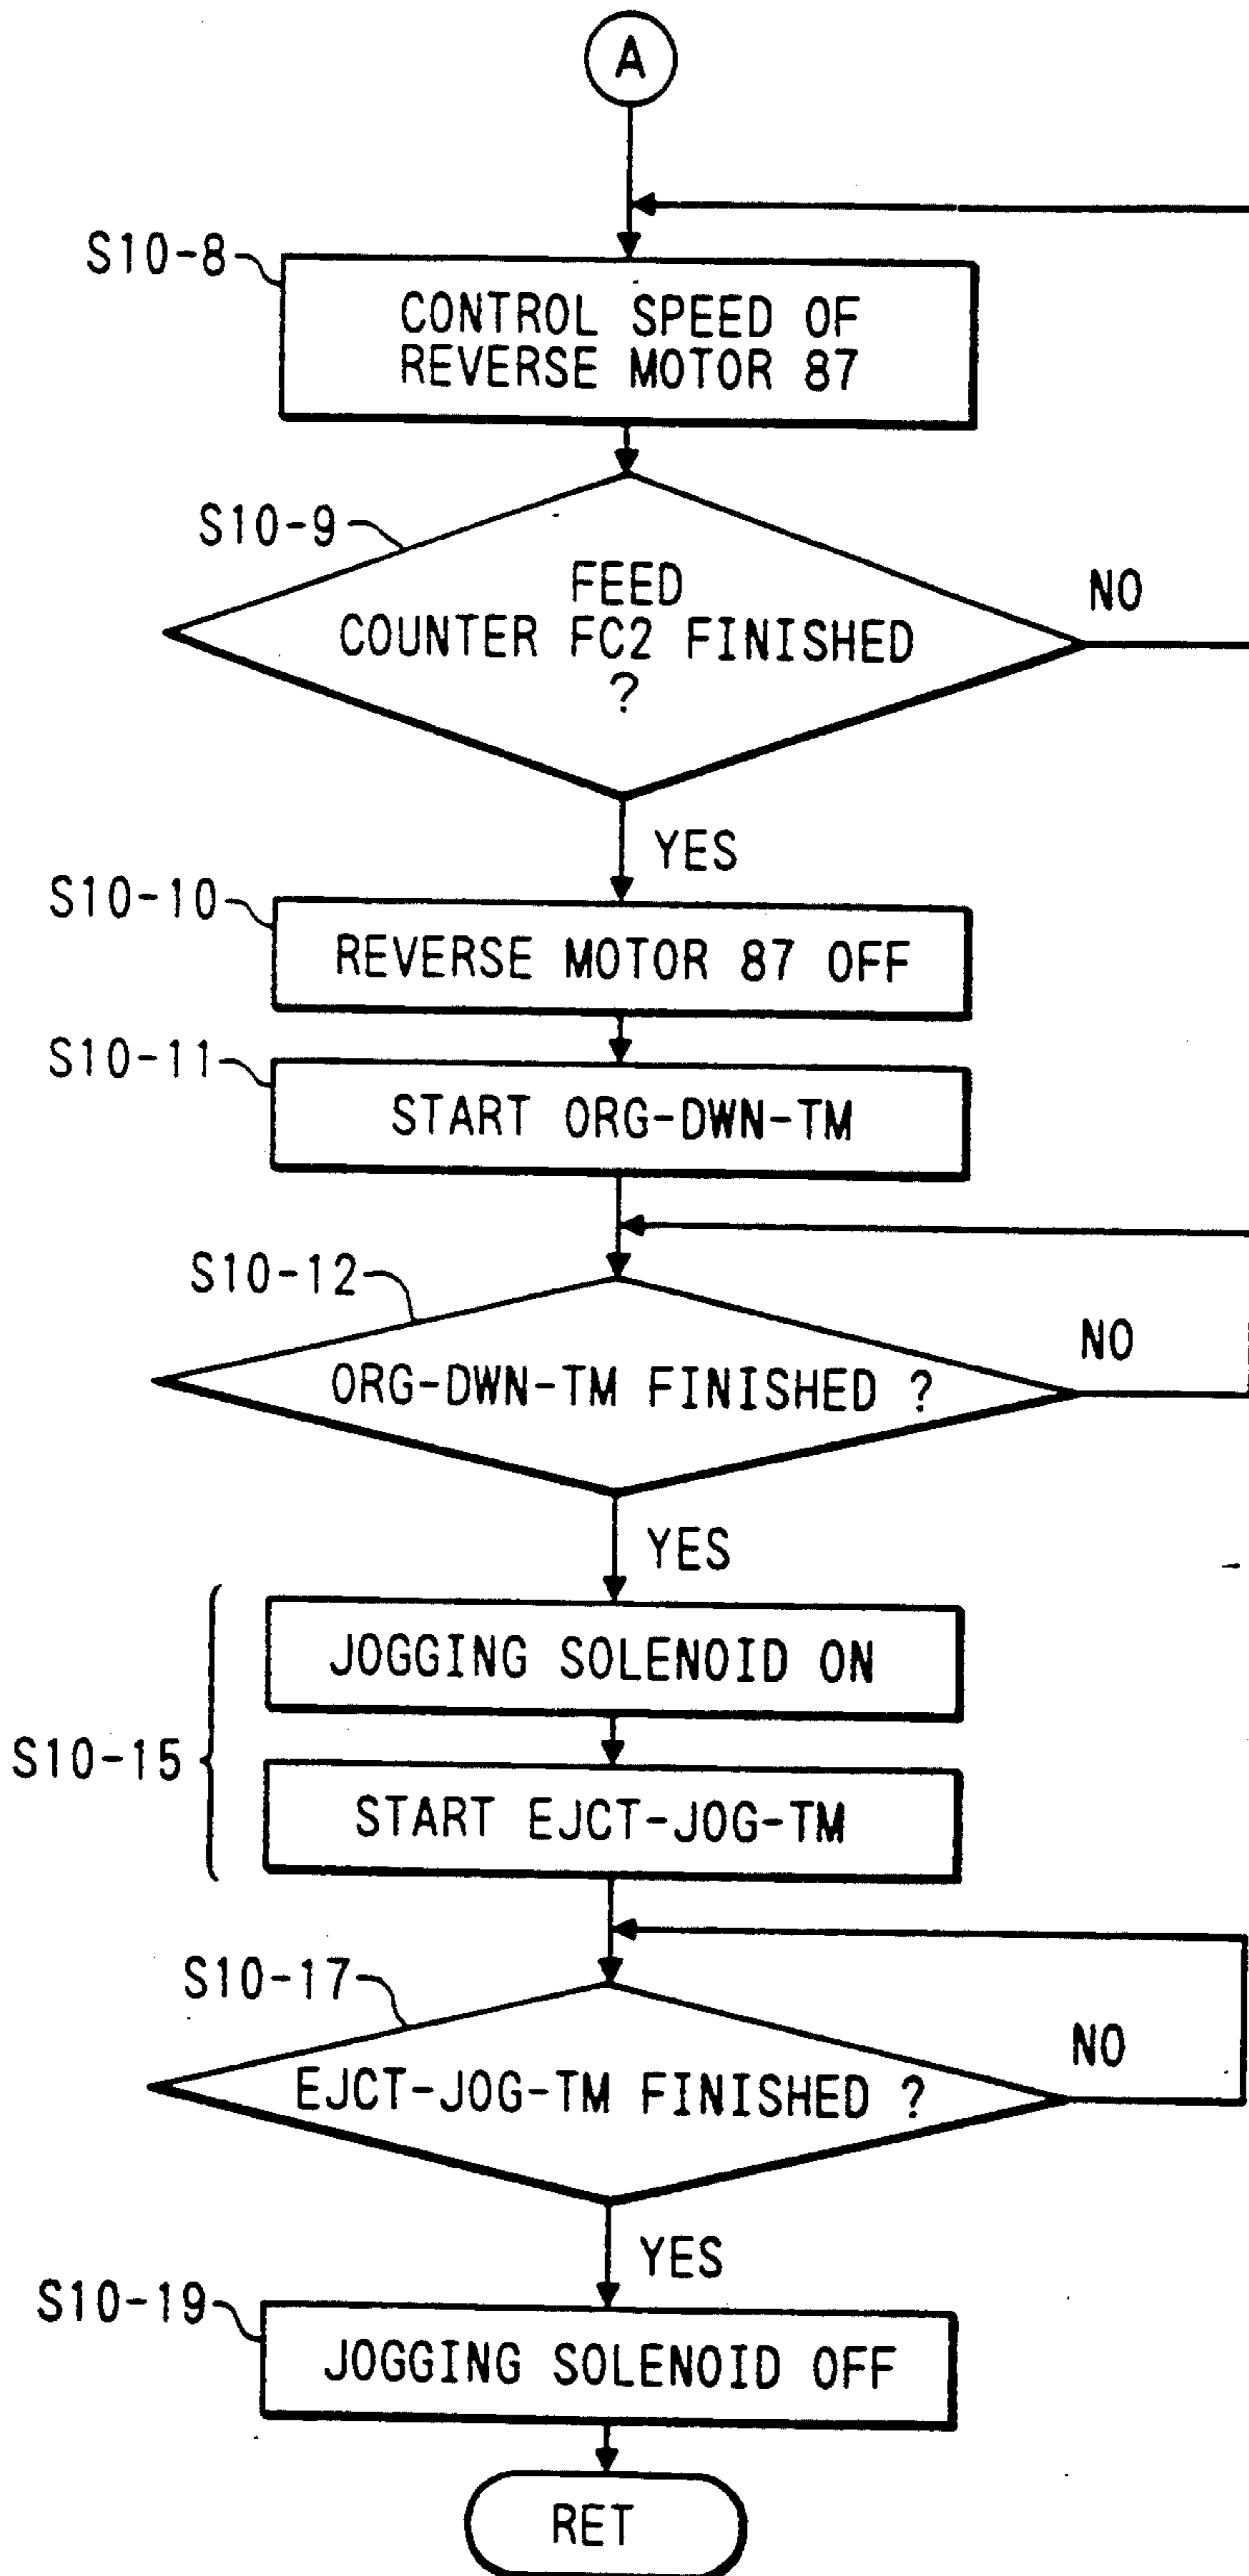 A
S10-8
CONTROL SPEED OF
REVERSE MOTOR 87
S10-9
FEED
COUNTER FC2 FINISHED
?
NO
YES
S10-10
REVERSE MOTOR 87 OFF
S10-11
START ORG-DWN-TM
S10-12
ORG-DWN-TM FINISHED ?
NO
YES
S10-15
JOGGING SOLENOID ON
START EJCT-JOG-TM
S10-17
EJCT-JOG-TM FINISHED ?
NO
YES
S10-19
JOGGING SOLENOID OFF
RET